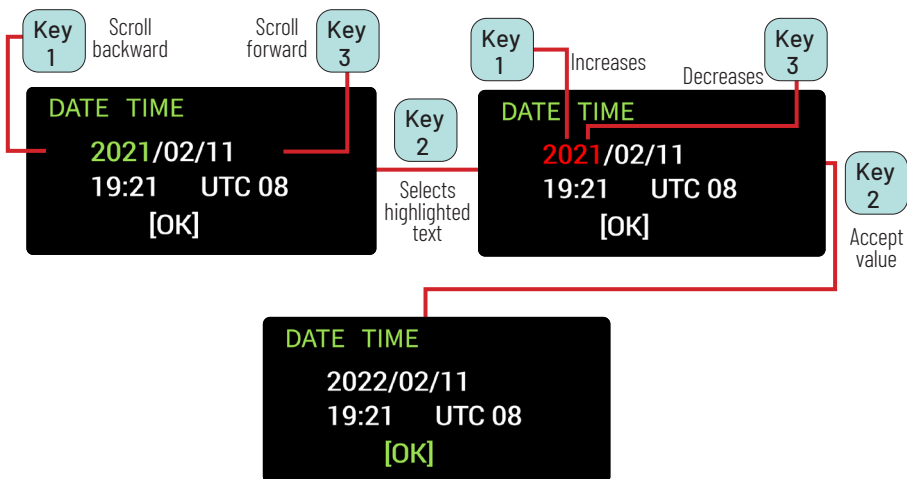 Key
1
Scroll
backward
Scroll
forward
Key
3
DATE TIME
2021/02/11
19:21 UTC 08
[OK]
Key
2
Selects
highlighted
text
Key
1
Increases
Decreases
Key
3
DATE TIME
2021/02/11
19:21 UTC 08
[OK]
Key
2
Accept
value
DATE TIME
2022/02/11
19:21 UTC 08
[OK]